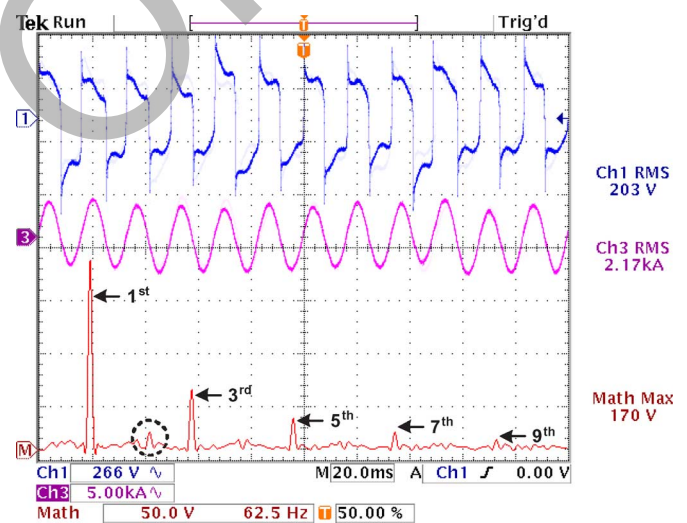 Tek Run Trig'd
T
T
1
Ch1 RMS
203 V
3
Ch3 RMS
2.17kA
1st
3rd
5th
7th
9th
Math Max
170 V
M
Ch1 266 V ∿ M 20.0ms A Ch1 ƒ 0.00 V
Ch3 5.00kA∿
Math 50.0 V 62.5 Hz T 50.00 %